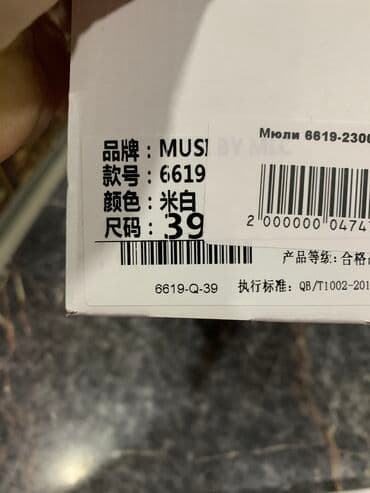 品牌：MUSI
款号：6619
颜色：米白
尺码：39
Мюли 6619-2300
2 000000 0474
6619-Q-39
产品等级：合格
执行标准：QB/T1002-201